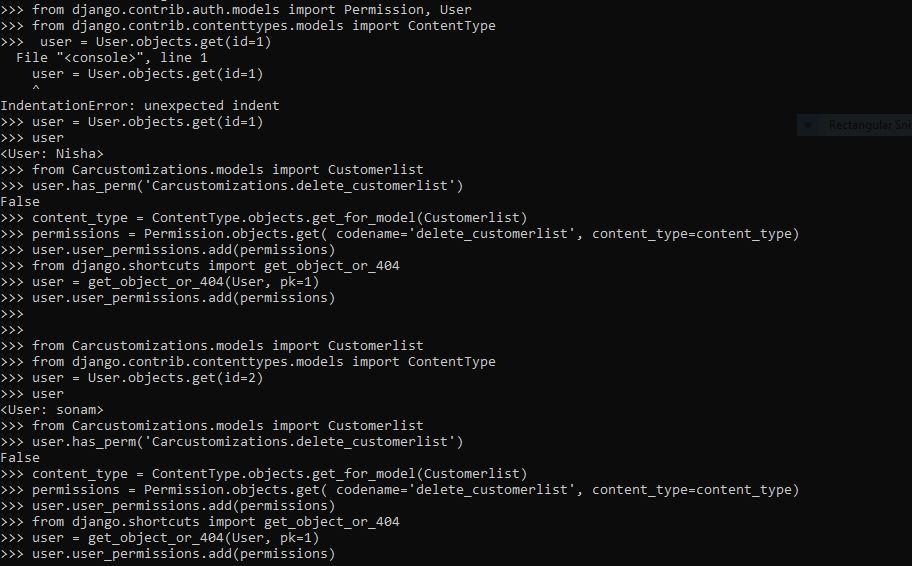 >>> from django.contrib.auth.models import Permission, User
>>> from django.contrib.contenttypes.models import ContentType
>>>  user = User.objects.get(id=1)
  File "<console>", line 1
    user = User.objects.get(id=1)
    ^
IndentationError: unexpected indent
>>> user = User.objects.get(id=1)
Rectangular Sni
>>> user
<User: Nisha>
>>> from Carcustomizations.models import Customerlist
>>> user.has_perm('Carcustomizations.delete_customerlist')
False
>>> content_type = ContentType.objects.get_for_model(Customerlist)
>>> permissions = Permission.objects.get( codename='delete_customerlist', content_type=content_type)
>>> user.user_permissions.add(permissions)
>>> from django.shortcuts import get_object_or_404
>>> user = get_object_or_404(User, pk=1)
>>> user.user_permissions.add(permissions)
>>>
>>>
>>> from Carcustomizations.models import Customerlist
>>> from django.contrib.contenttypes.models import ContentType
>>> user = User.objects.get(id=2)
>>> user
<User: sonam>
>>> from Carcustomizations.models import Customerlist
>>> user.has_perm('Carcustomizations.delete_customerlist')
False
>>> content_type = ContentType.objects.get_for_model(Customerlist)
>>> permissions = Permission.objects.get( codename='delete_customerlist', content_type=content_type)
>>> user.user_permissions.add(permissions)
>>> from django.shortcuts import get_object_or_404
>>> user = get_object_or_404(User, pk=1)
>>> user.user_permissions.add(permissions)